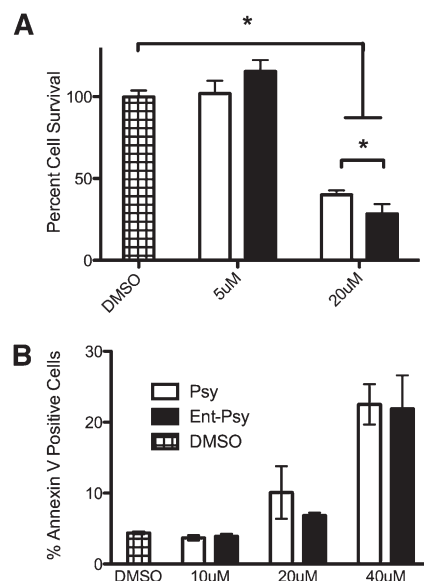 A
*
Percent Cell Survival
100
50
0
*
DMSO
5uM
20uM
B
% Annexin V Positive Cells
30
20
10
0
Psy
Ent-Psy
DMSO
DMSO
10uM
20uM
40uM